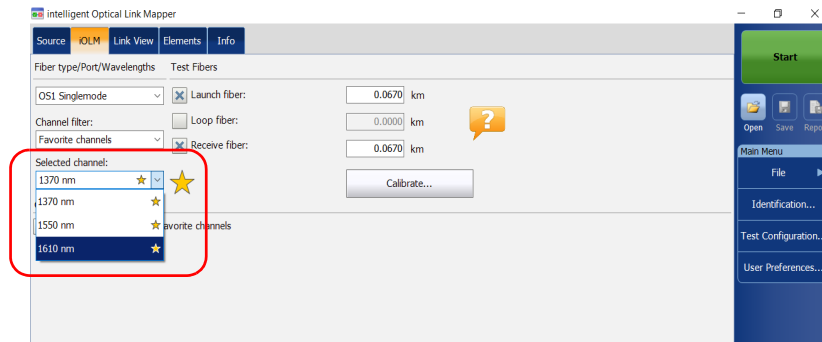 intelligent Optical Link Mapper
Source iOLM Link View Elements Info
Fiber type/Port/Wavelengths Test Fibers
OS1 Singlemode
Launch fiber: 0.0670 km
Channel filter:
Loop fiber: 0.0000 km
Favorite channels
Receive fiber: 0.0670 km
Selected channel:
1370 nm
Calibrate...
1370 nm
1550 nm
avorite channels
1610 nm
Start
Open Save Repo
Main Menu
File
Identification...
Test Configuration..
User Preferences...